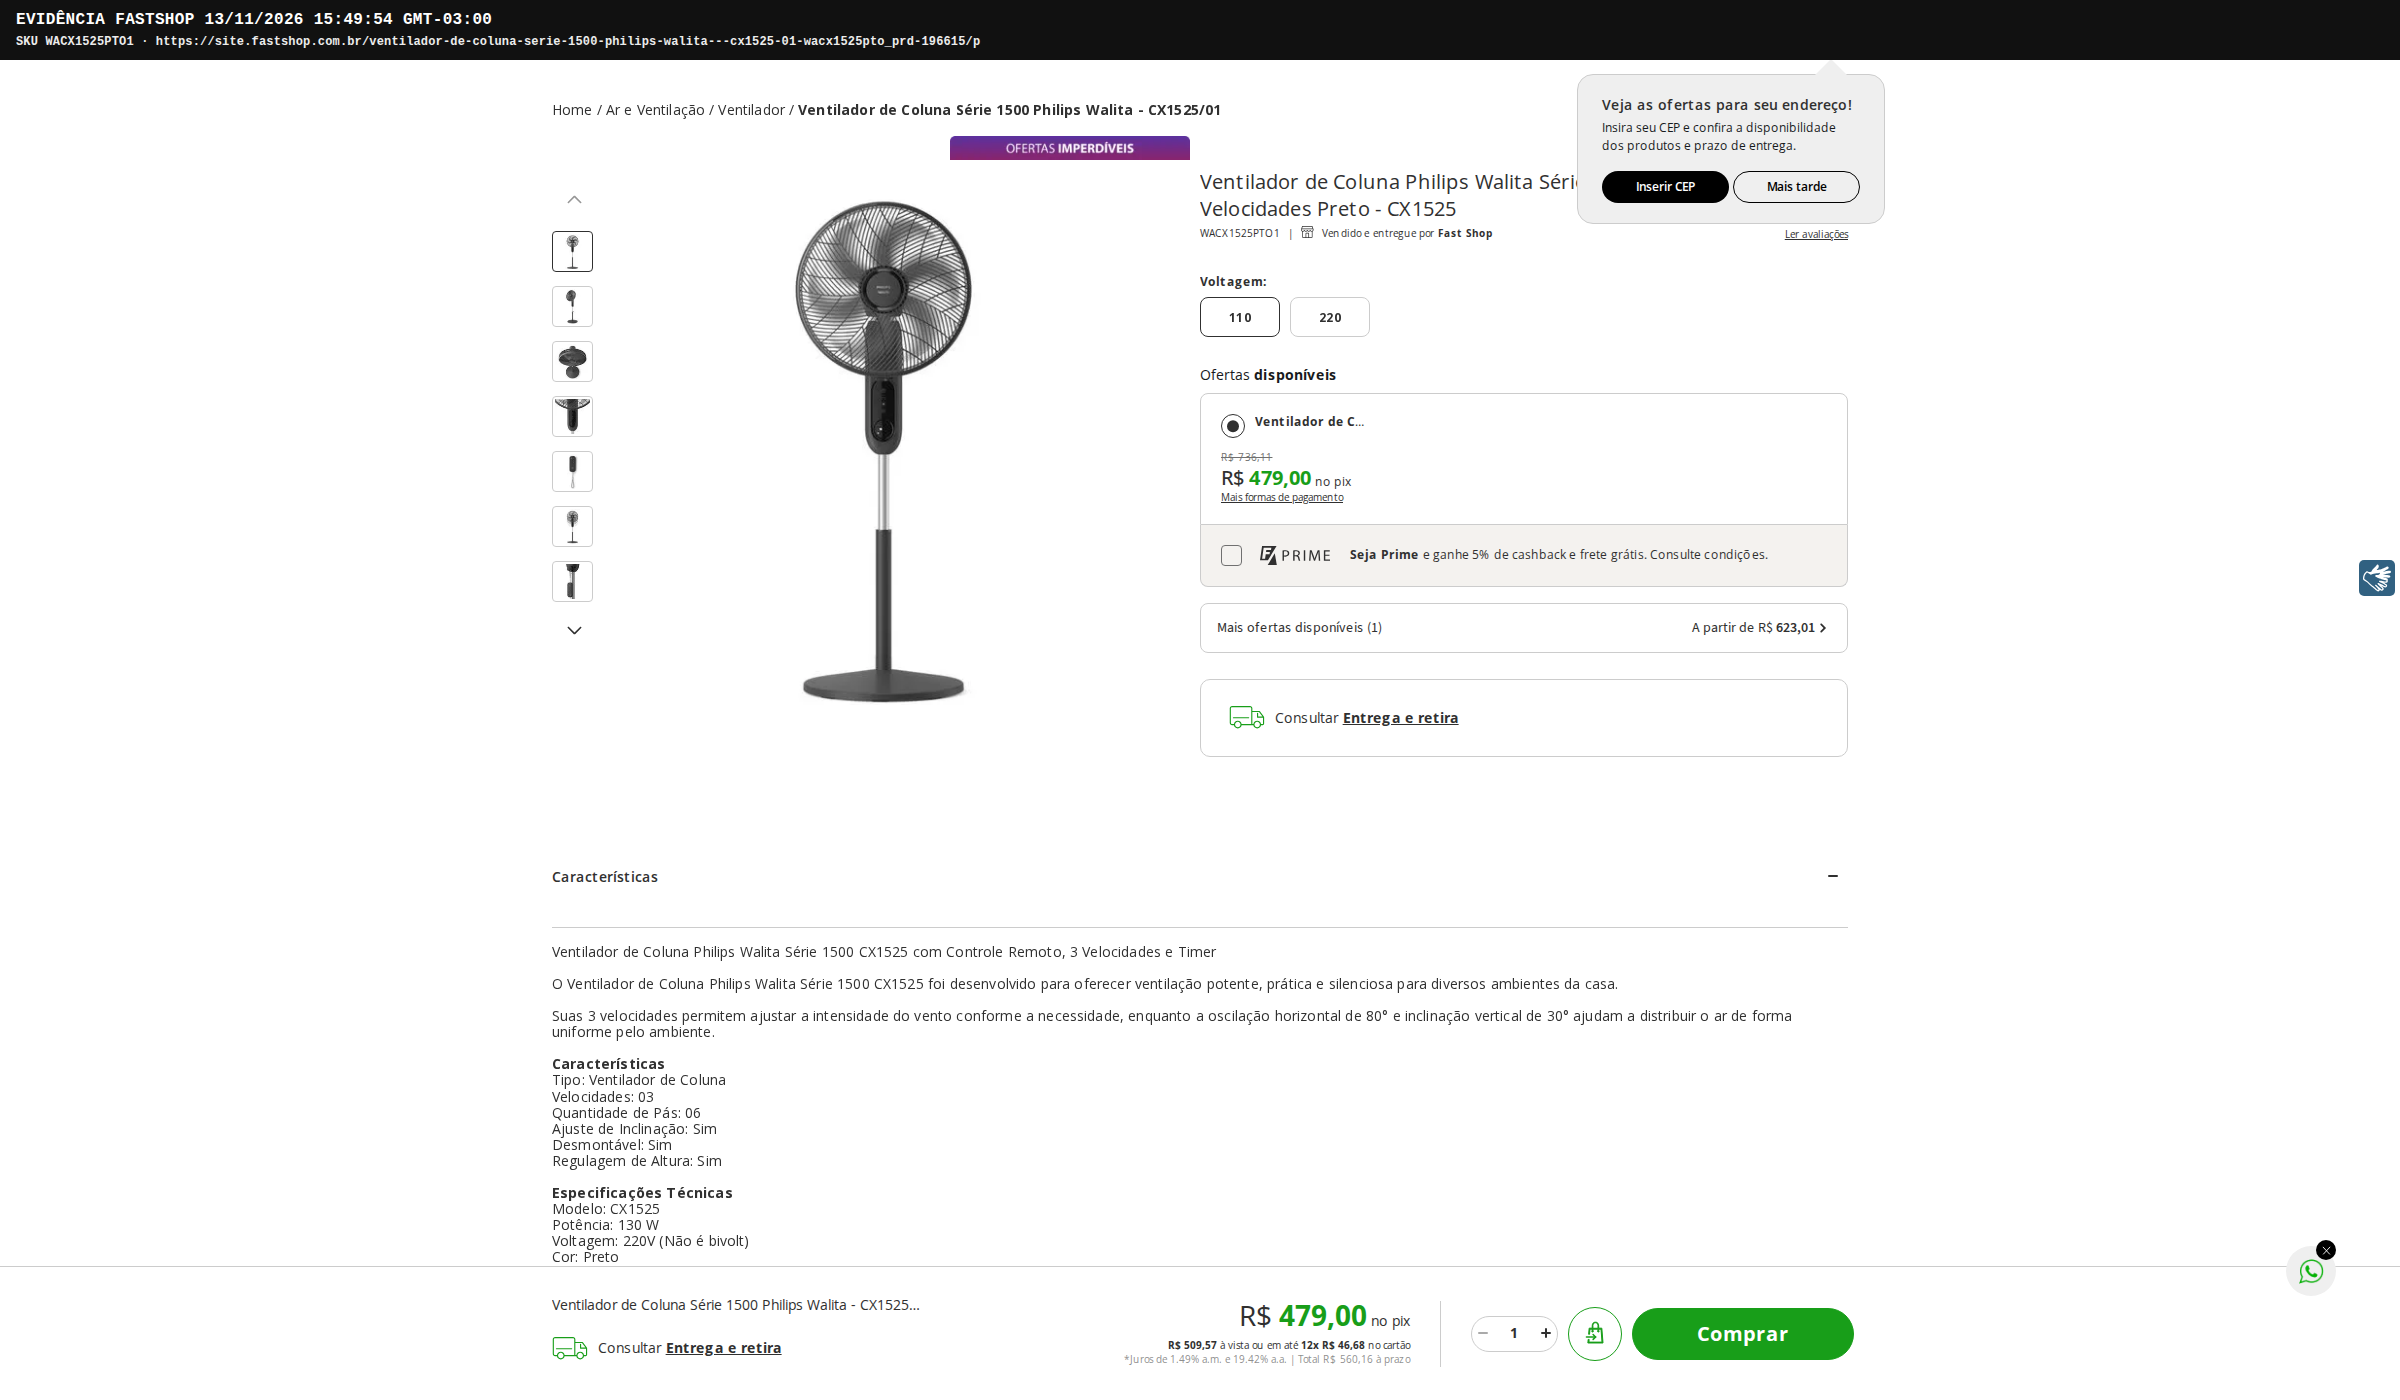 EVIDÊNCIA FASTSHOP 13/11/2026 15:49:54 GMT-03:00
SKU WACX1525PTO1 · https://site.fastshop.com.br/ventilador-de-coluna-serie-1500-philips-walita---cx1525-01-wacx1525pto_prd-196615/p
Home / Ar e Ventilação / Ventilador / Ventilador de Coluna Série 1500 Philips Walita - CX1525/01
Veja as ofertas para seu endereço!
Insira seu CEP e confira a disponibilidade
dos produtos e prazo de entrega.
Inserir CEP
Mais tarde
OFERTAS IMPERDÍVEIS
Ventilador de Coluna Philips Walita Série
Velocidades Preto - CX1525
WACX1525PTO1 | Vendido e entregue por Fast Shop
Ler avaliações
Voltagem:
110
220
Ofertas disponíveis
Ventilador de C...
R$ 736,11
R$ 479,00 no pix
Mais formas de pagamento
PRIME
Seja Prime e ganhe 5% de cashback e frete grátis. Consulte condições.
Mais ofertas disponíveis (1)
A partir de R$ 623,01
Consultar Entrega e retira
Características
Ventilador de Coluna Philips Walita Série 1500 CX1525 com Controle Remoto, 3 Velocidades e Timer
O Ventilador de Coluna Philips Walita Série 1500 CX1525 foi desenvolvido para oferecer ventilação potente, prática e silenciosa para diversos ambientes da casa.
Suas 3 velocidades permitem ajustar a intensidade do vento conforme a necessidade, enquanto a oscilação horizontal de 80° e inclinação vertical de 30° ajudam a distribuir o ar de forma
uniforme pelo ambiente.
Características
Tipo: Ventilador de Coluna
Velocidades: 03
Quantidade de Pás: 06
Ajuste de Inclinação: Sim
Desmontável: Sim
Regulagem de Altura: Sim
Especificações Técnicas
Modelo: CX1525
Potência: 130 W
Voltagem: 220V (Não é bivolt)
Cor: Preto
Ventilador de Coluna Série 1500 Philips Walita - CX1525...
Consultar Entrega e retira
R$ 479,00 no pix
R$ 509,57 à vista ou em até 12x R$ 46,68 no cartão
*Juros de 1.49% a.m. e 19.42% a.a. | Total R$ 560,16 à prazo
1
Comprar